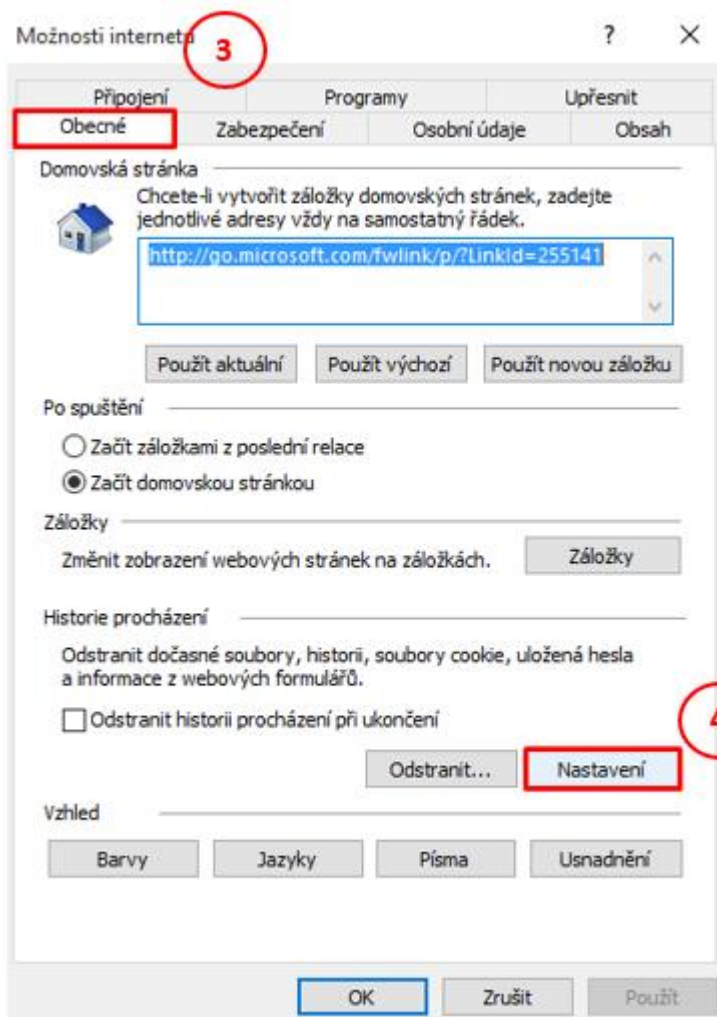 Možnosti internetu
3
?
Připojení
Programy
Upřesnit
Obecné
Zabezpečení
Osobní údaje
Obsah
Domovská stránka
Chcete-li vytvořit záložky domovských stránek, zadejte
jednotlivé adresy vždy na samostatný řádek.
http://go.microsoft.com/fwlink/p/?LinkId=255141
Použít aktuální
Použít výchozí
Použít novou záložku
Po spuštění
Začít záložkami z poslední relace
Začít domovskou stránkou
Záložky
Změnit zobrazení webových stránek na záložkách.
Záložky
Historie procházení
Odstranit dočasné soubory, historii, soubory cookie, uložená hesla
a informace z webových formulářů.
Odstranit historii procházení při ukončení
4
Odstranit...
Nastavení
Vzhled
Barvy
Jazyky
Písma
Usnadnění
OK
Zrušit
Použít